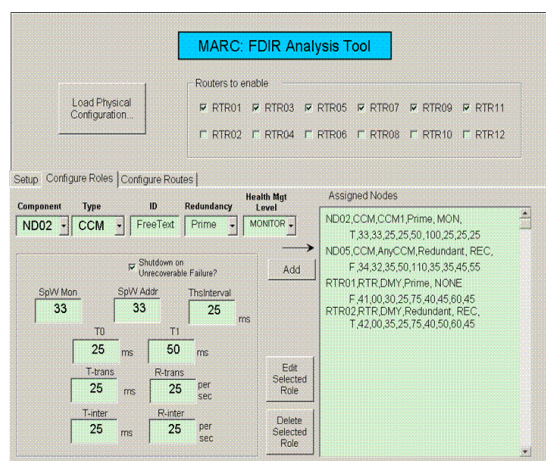 MARC: FDIR Analysis Tool
Load Physical
Configuration...
Routers to enable
RTR01 RTR03 RTR05 RTR07 RTR09 RTR11
RTR02 RTR04 RTR06 RTR08 RTR10 RTR12
Setup Configure Roles Configure Routes
Component Type ID Redundancy Health Mgt
Level
ND02 CCM FreeText Prime MONITOR
Shutdown on
Unrecoverable Failure?
SpW Mon SpW Addr ThsInterval
33 33 25 ms
T0 T1
25 ms 50 ms
T-trans R-trans
25 ms 25 per
sec
T-inter R-inter
25 ms 25 per
sec
Add
Edit
Selected
Role
Delete
Selected
Role
Assigned Nodes
ND02,CCM,CCM1,Prime, MON,
T,33,33,25,25,50,100,25,25,25
ND05,CCM,AnyCCM,Redundant, REC,
F,34,32,35,50,110,35,35,45,55
RTR01,RTR,DMY,Prime, NONE
F,41,00,30,25,75,40,45,60,45
RTR02,RTR,DMY,Redundant, REC,
T,42,00,35,25,75,40,50,60,45